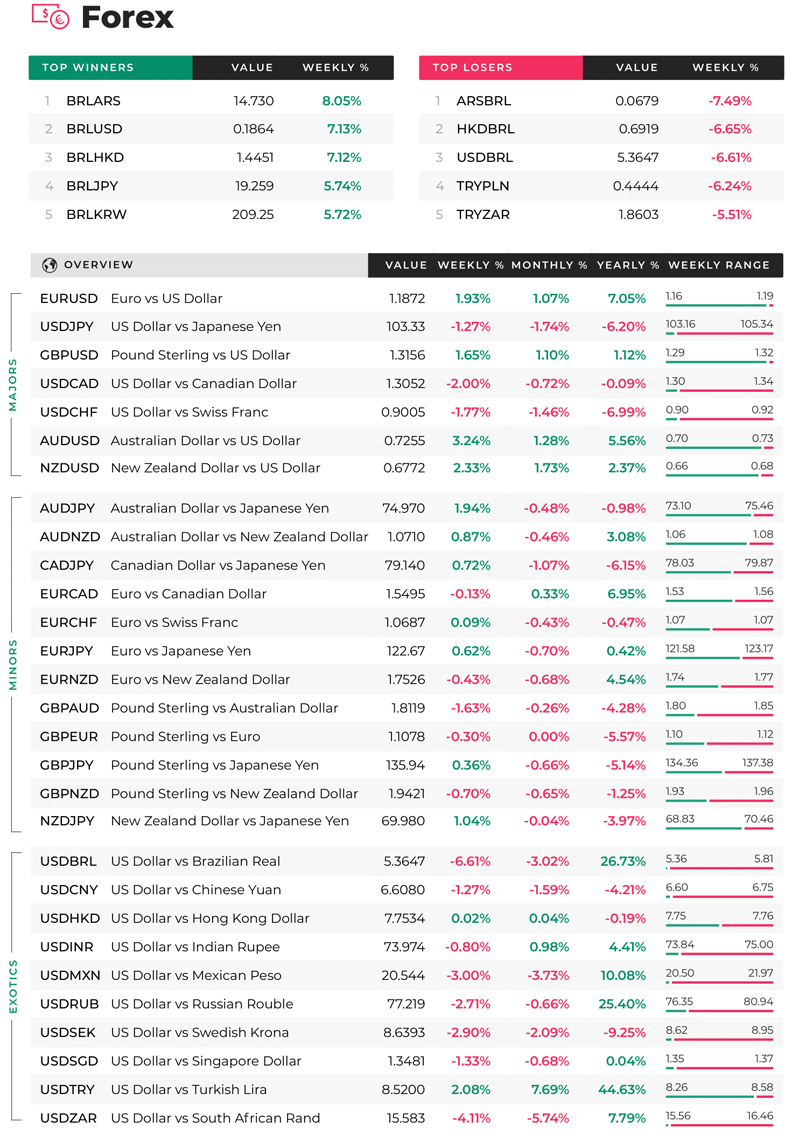 Forex
TOP WINNERS VALUE WEEKLY %
1 BRLARS 14.730 8.05%
2 BRLUSD 0.1864 7.13%
3 BRLHKD 1.4451 7.12%
4 BRLJPY 19.259 5.74%
5 BRLKRW 209.25 5.72%
TOP LOSERS VALUE WEEKLY %
1 ARSBRL 0.0679 -7.49%
2 HKDBRL 0.6919 -6.65%
3 USDBRL 5.3647 -6.61%
4 TRYPLN 0.4444 -6.24%
5 TRYZAR 1.8603 -5.51%
OVERVIEW VALUE WEEKLY % MONTHLY % YEARLY % WEEKLY RANGE
MAJORS
EURUSD Euro vs US Dollar 1.1872 1.93% 1.07% 7.05% 1.16 1.19
USDJPY US Dollar vs Japanese Yen 103.33 -1.27% -1.74% -6.20% 103.16 105.34
GBPUSD Pound Sterling vs US Dollar 1.3156 1.65% 1.10% 1.12% 1.29 1.32
USDCAD US Dollar vs Canadian Dollar 1.3052 -2.00% -0.72% -0.09% 1.30 1.34
USDCHF US Dollar vs Swiss Franc 0.9005 -1.77% -1.46% -6.99% 0.90 0.92
AUDUSD Australian Dollar vs US Dollar 0.7255 3.24% 1.28% 5.56% 0.70 0.73
NZDUSD New Zealand Dollar vs US Dollar 0.6772 2.33% 1.73% 2.37% 0.66 0.68
MINORS
AUDJPY Australian Dollar vs Japanese Yen 74.970 1.94% -0.48% -0.98% 73.10 75.46
AUDNZD Australian Dollar vs New Zealand Dollar 1.0710 0.87% -0.46% 3.08% 1.06 1.08
CADJPY Canadian Dollar vs Japanese Yen 79.140 0.72% -1.07% -6.15% 78.03 79.87
EURCAD Euro vs Canadian Dollar 1.5495 -0.13% 0.33% 6.95% 1.53 1.56
EURCHF Euro vs Swiss Franc 1.0687 0.09% -0.43% -0.47% 1.07 1.07
EURJPY Euro vs Japanese Yen 122.67 0.62% -0.70% 0.42% 121.58 123.17
EURNZD Euro vs New Zealand Dollar 1.7526 -0.43% -0.68% 4.54% 1.74 1.77
GBPAUD Pound Sterling vs Australian Dollar 1.8119 -1.63% -0.26% -4.28% 1.80 1.85
GBPEUR Pound Sterling vs Euro 1.1078 -0.30% 0.00% -5.57% 1.10 1.12
GBPJPY Pound Sterling vs Japanese Yen 135.94 0.36% -0.66% -5.14% 134.36 137.38
GBPNZD Pound Sterling vs New Zealand Dollar 1.9421 -0.70% -0.65% -1.25% 1.93 1.96
NZDJPY New Zealand Dollar vs Japanese Yen 69.980 1.04% -0.04% -3.97% 68.83 70.46
EXOTICS
USDBRL US Dollar vs Brazilian Real 5.3647 -6.61% -3.02% 26.73% 5.36 5.81
USDCNY US Dollar vs Chinese Yuan 6.6080 -1.27% -1.59% -4.21% 6.60 6.75
USDHKD US Dollar vs Hong Kong Dollar 7.7534 0.02% 0.04% -0.19% 7.75 7.76
USDINR US Dollar vs Indian Rupee 73.974 -0.80% 0.98% 4.41% 73.84 75.00
USDMXN US Dollar vs Mexican Peso 20.544 -3.00% -3.73% 10.08% 20.50 21.97
USDRUB US Dollar vs Russian Rouble 77.219 -2.71% -0.66% 25.40% 76.35 80.94
USDSEK US Dollar vs Swedish Krona 8.6393 -2.90% -2.09% -9.25% 8.62 8.95
USDSGD US Dollar vs Singapore Dollar 1.3481 -1.33% -0.68% 0.04% 1.35 1.37
USDTRY US Dollar vs Turkish Lira 8.5200 2.08% 7.69% 44.63% 8.26 8.58
USDZAR US Dollar vs South African Rand 15.583 -4.11% -5.74% 7.79% 15.56 16.46